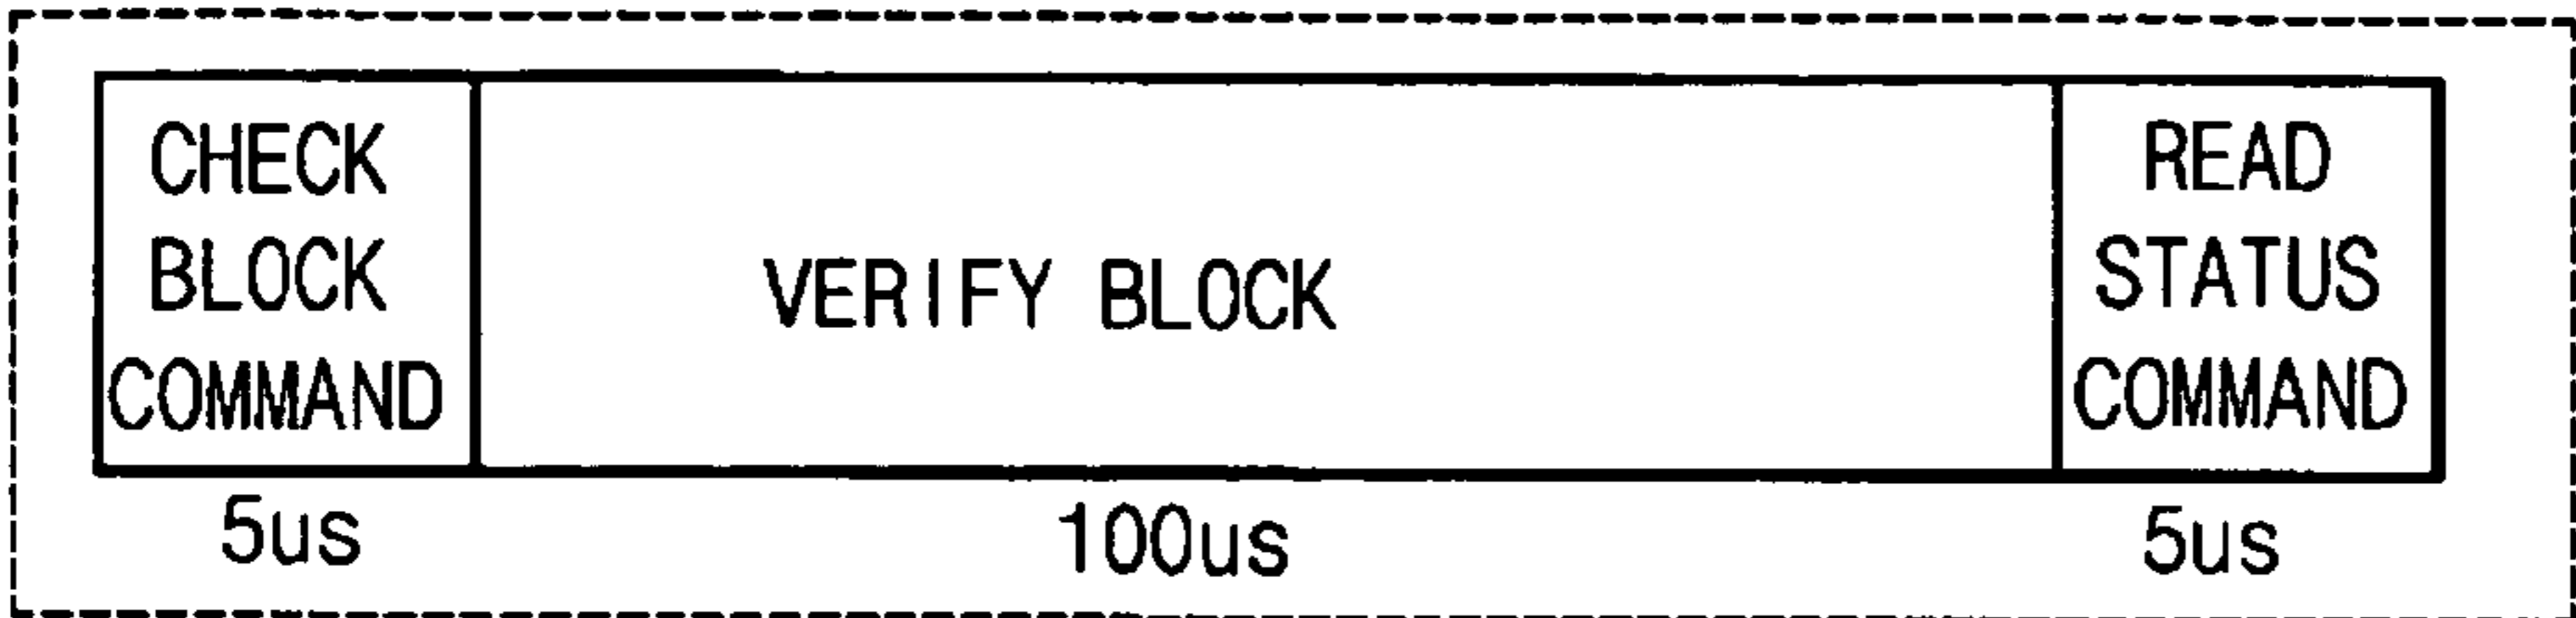 CHECK
BLOCK
COMMAND
VERIFY BLOCK
READ
STATUS
COMMAND
5us
100us
5us